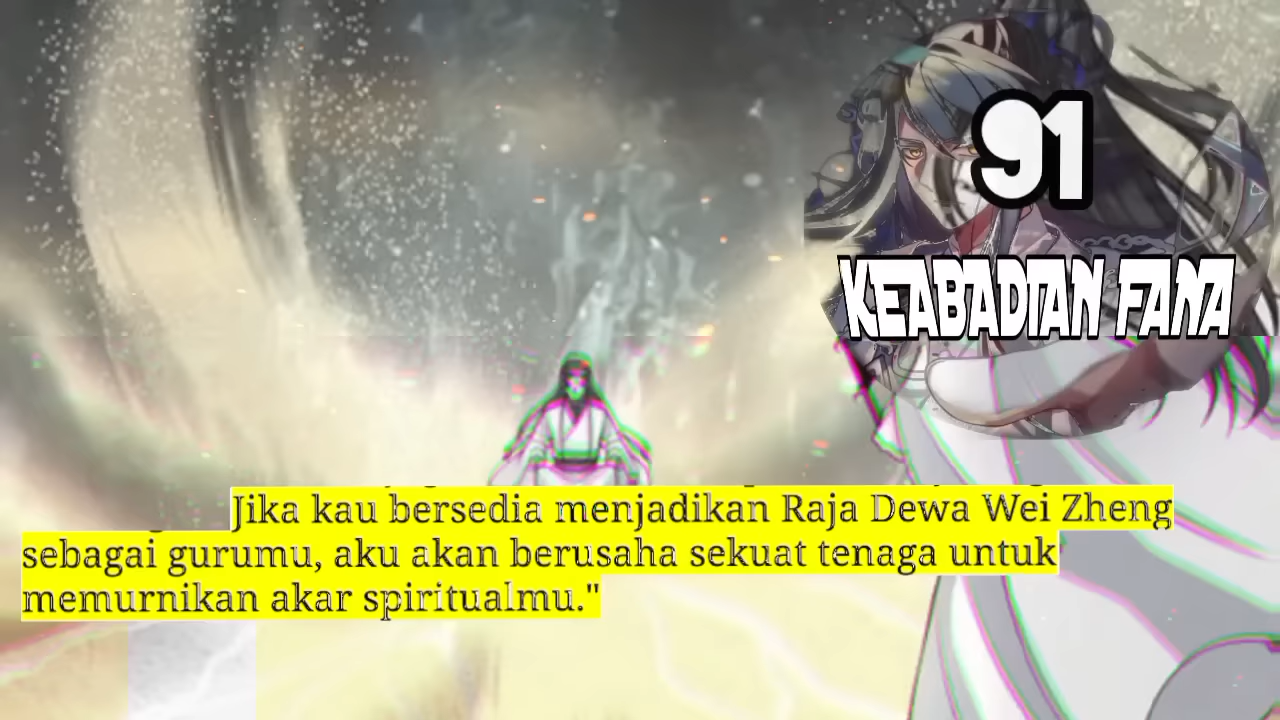 91
KEABADIAN FANA
Jika kau bersedia menjadikan Raja Dewa Wei Zheng
sebagai gurumu, aku akan berusaha sekuat tenaga untuk
memurnikan akar spiritualmu."